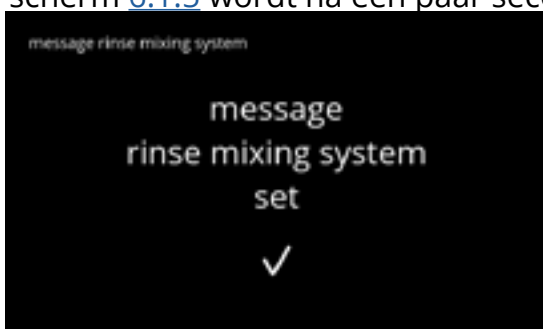 scherm 6.1.5 wordt na een paar
message rinse mixing system
message
rinse mixing system
set